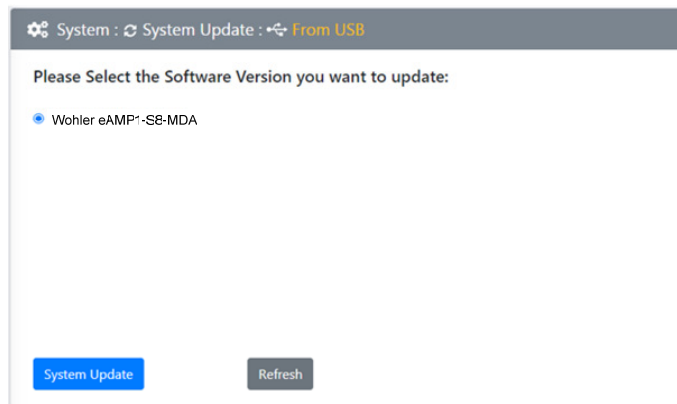 System : System Update : From USB
Please Select the Software Version you want to update:
Wohler eAMP1-S8-MDA
System Update Refresh